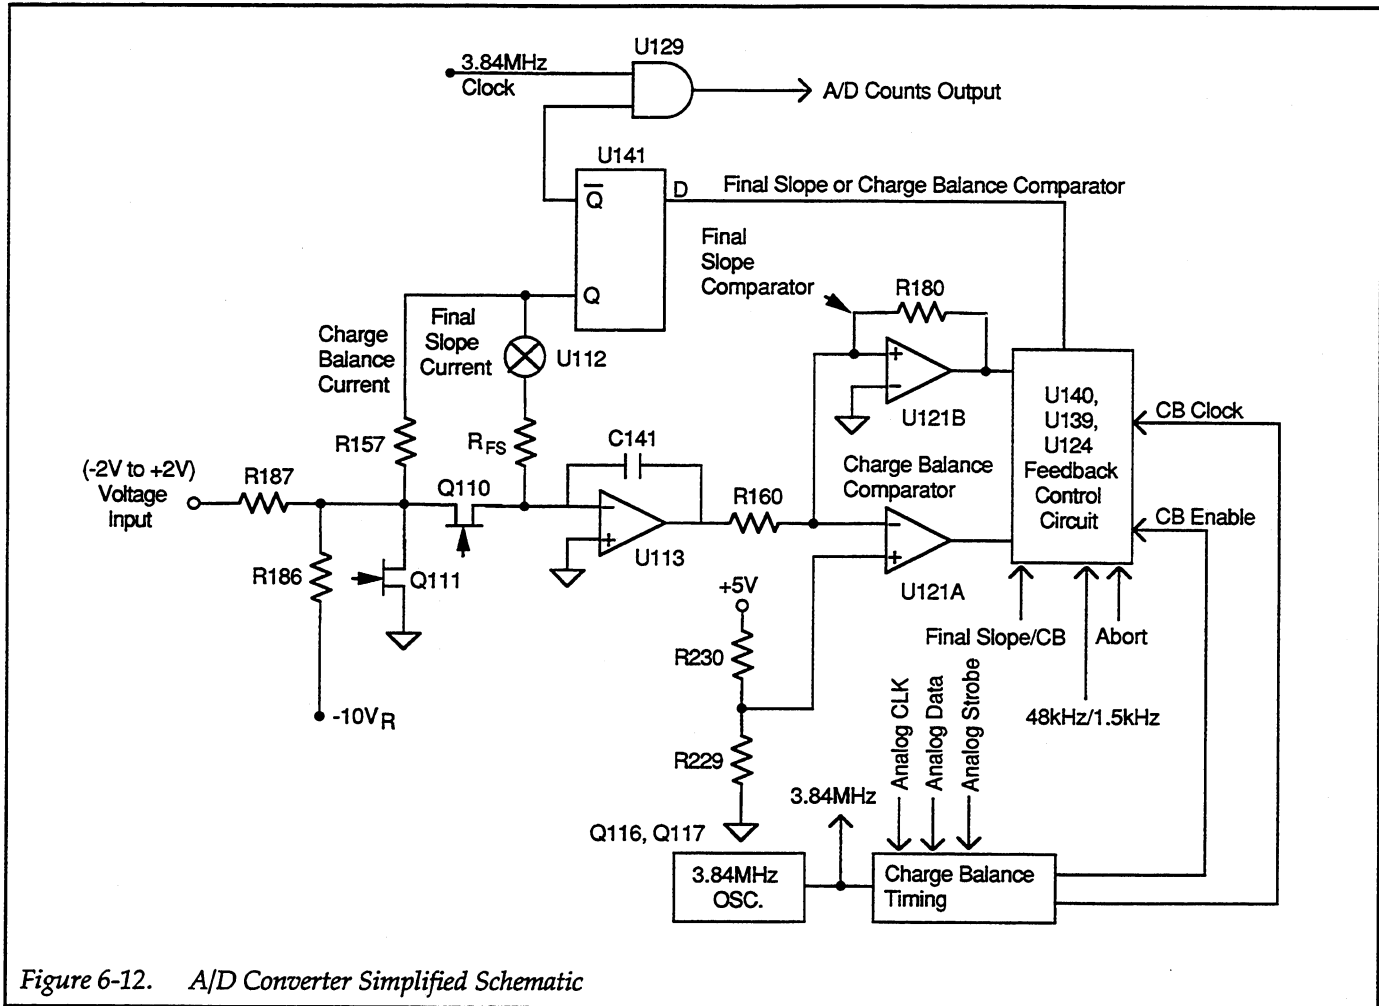 U129
3.84MHz
Clock
A/D Counts Output
U141
Q
D
Final Slope or Charge Balance Comparator
Final
Slope
Comparator
Q
R180
Charge
Balance
Current
Final
Slope
Current
U112
+
−
U121B
U140,
U139,
U124
Feedback
Control
Circuit
CB Clock
CB Enable
R157
RFS
C141
(-2V to +2V)
Voltage
Input
R187
Q110
−
+
U113
R160
Charge Balance
Comparator
−
+
U121A
R186
Q111
+5V
Final Slope/CB
Abort
R230
48kHz/1.5kHz
-10VR
R229
Analog CLK
Analog Data
Analog Strobe
3.84MHz
Q116, Q117
3.84MHz
OSC.
Charge Balance
Timing
Figure 6-12. A/D Converter Simplified Schematic